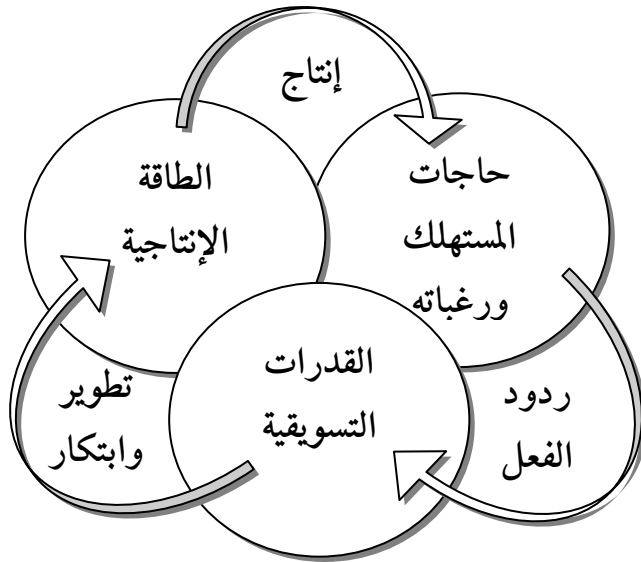 إنتاج
حاجات
المستهلك
ورغباته
الطاقة
الإنتاجية
القدرات
التسويقية
ردود
الفعل
تطوير
وابتكار